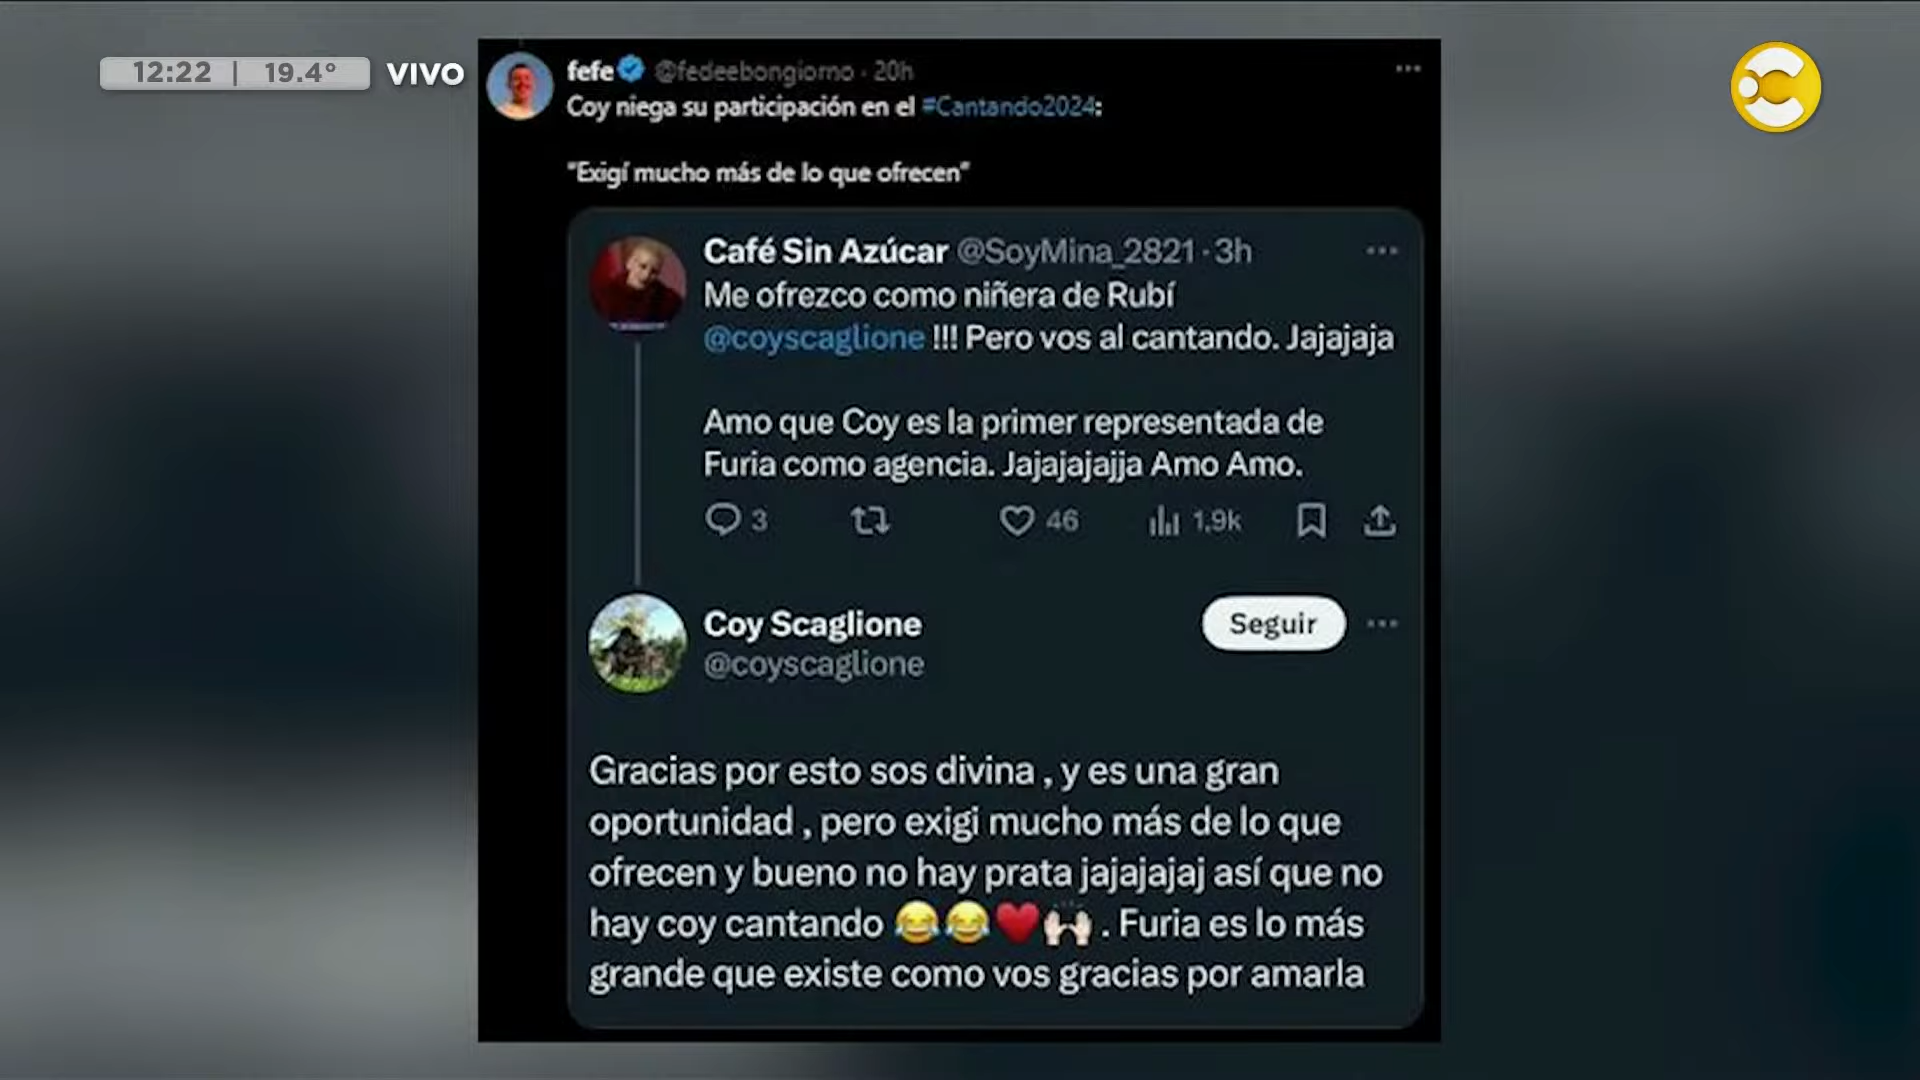 12:22 | 19.4° VIVO
fefe @fedeebongiorno · 20h
Coy niega su participación en el #Cantando2024:
"Exigí mucho más de lo que ofrecen"
Café Sin Azúcar @SoyMina_2821 · 3h
Me ofrezco como niñera de Rubí
@coyscaglione !!! Pero vos al cantando. Jajajaja
Amo que Coy es la primer representada de
Furia como agencia. Jajajajajja Amo Amo.
3 46 1,9k
Coy Scaglione
Seguir
@coyscaglione
Gracias por esto sos divina , y es una gran
oportunidad , pero exigi mucho más de lo que
ofrecen y bueno no hay prata jajajajaj así que no
hay coy cantando 😂😂❤️🙌🏻 . Furia es lo más
grande que existe como vos gracias por amarla